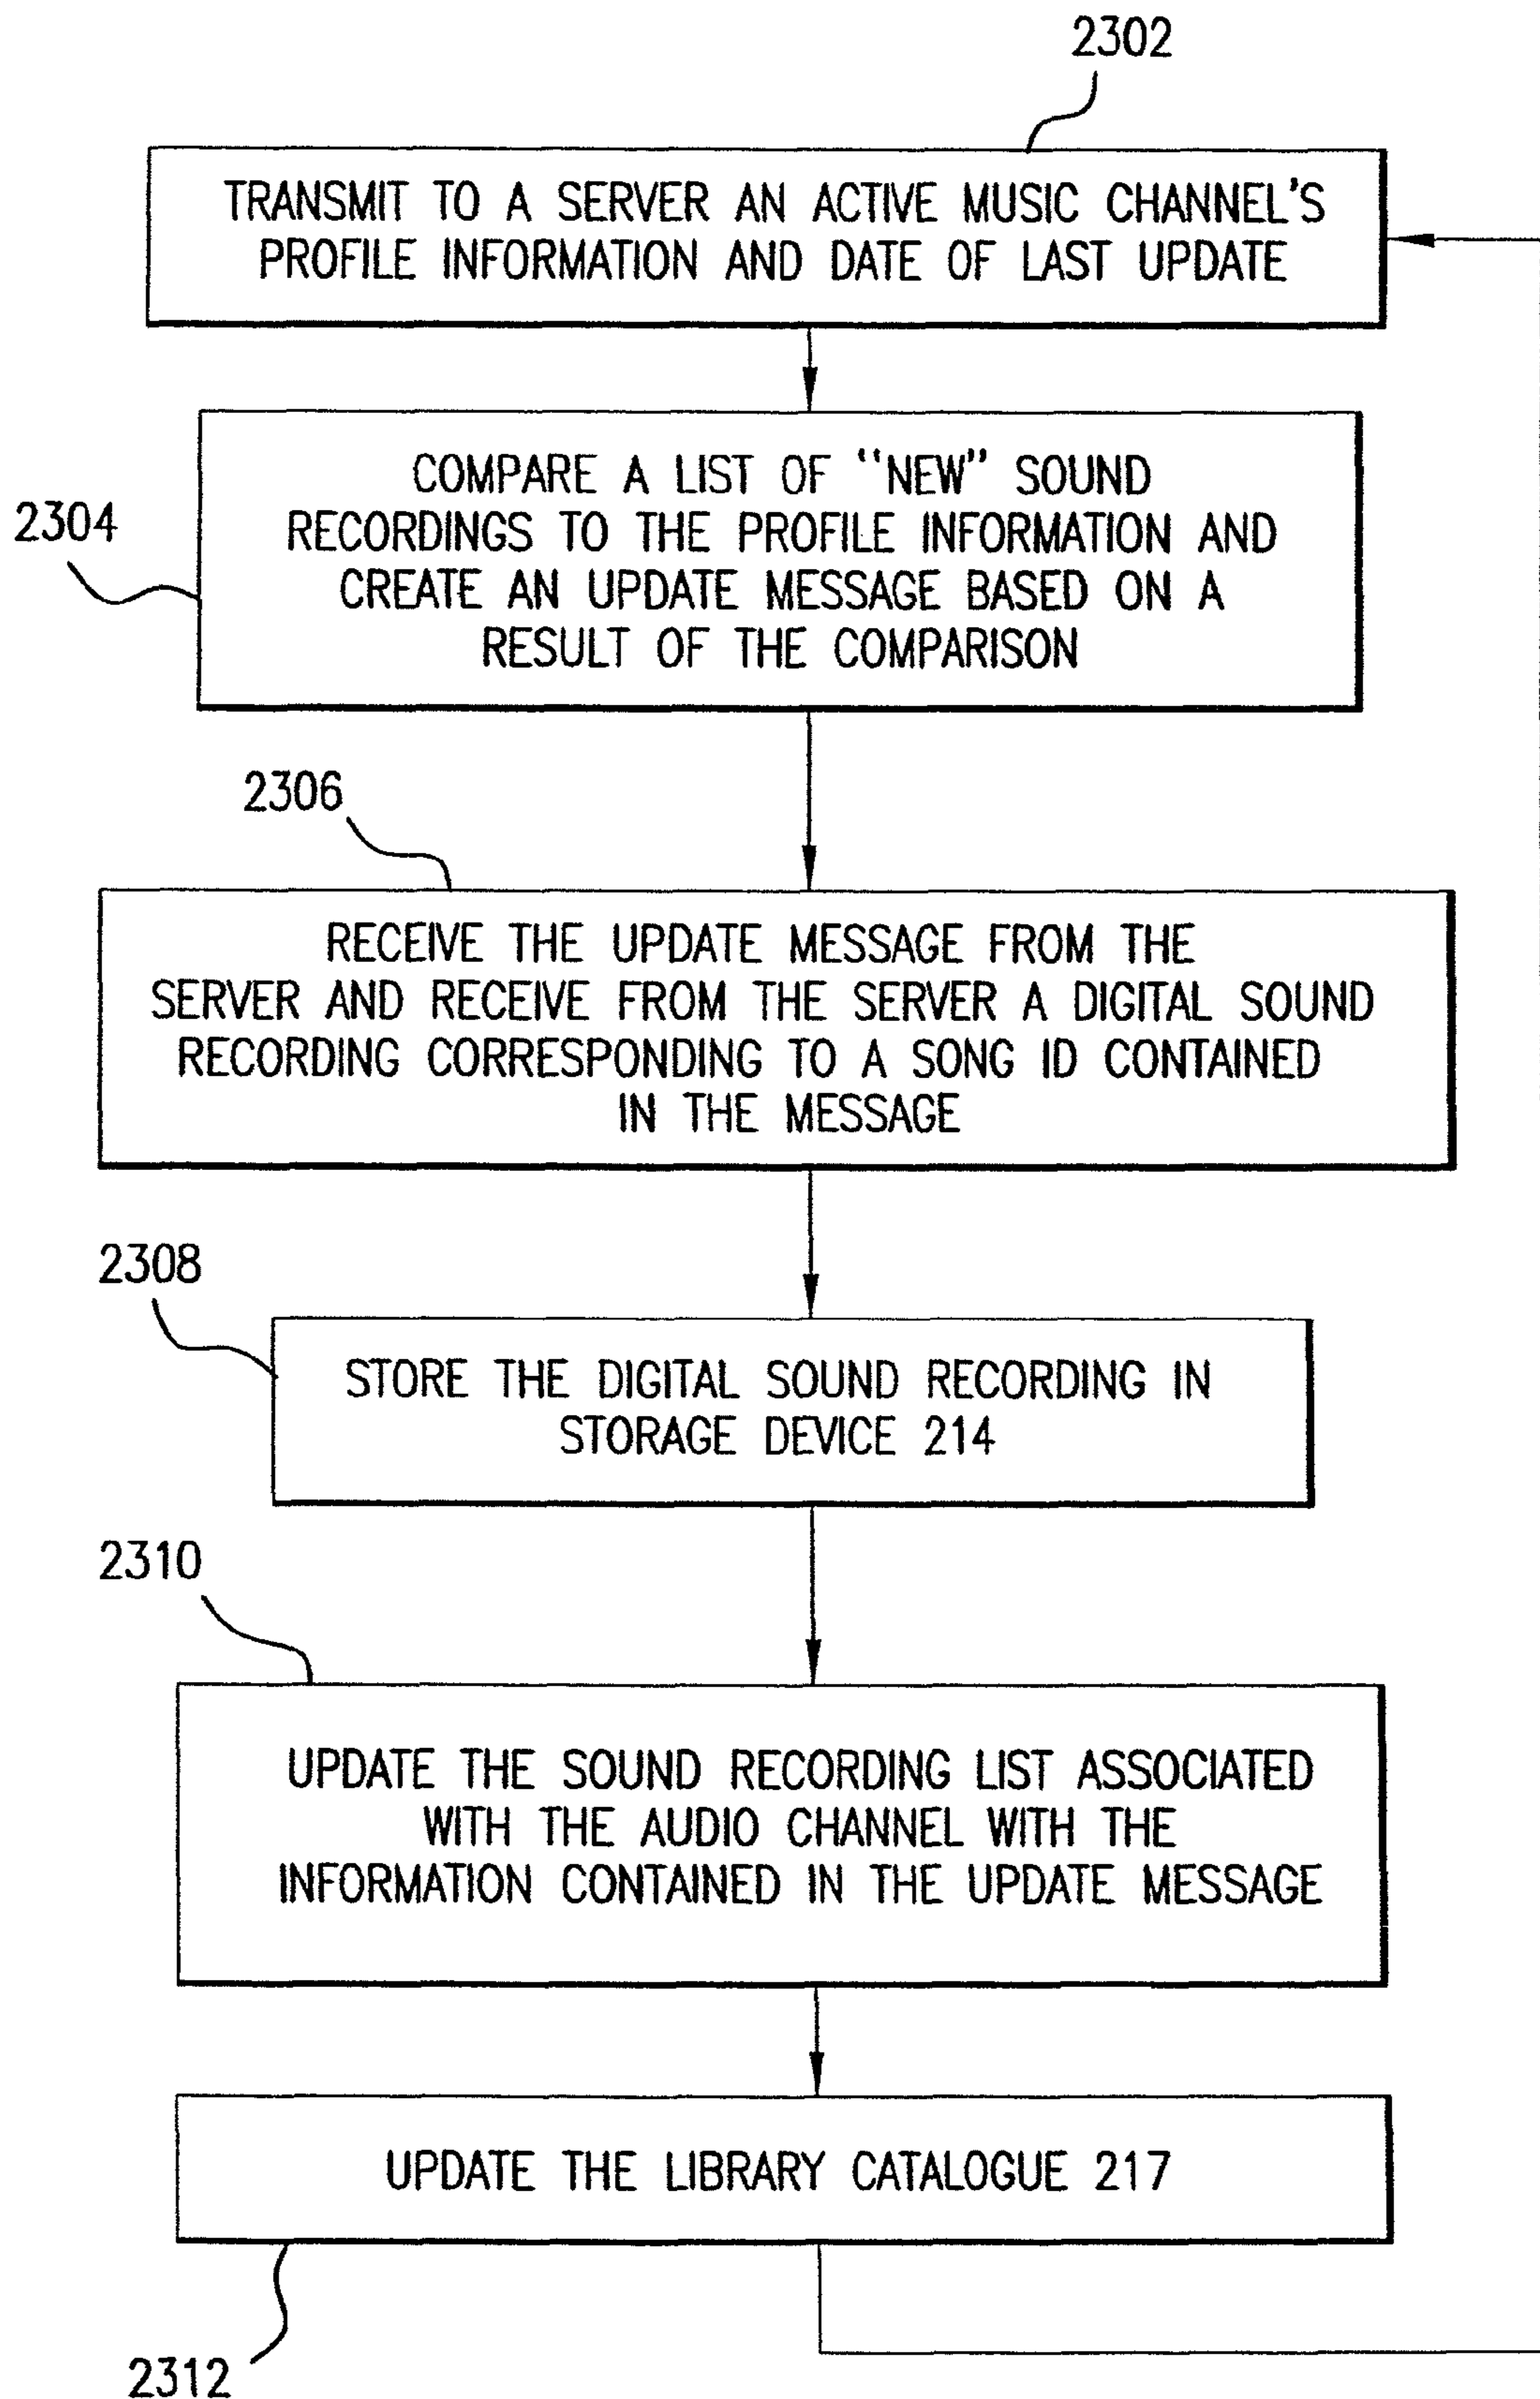 2302
TRANSMIT TO A SERVER AN ACTIVE MUSIC CHANNEL'S
PROFILE INFORMATION AND DATE OF LAST UPDATE
2304
COMPARE A LIST OF "NEW" SOUND
RECORDINGS TO THE PROFILE INFORMATION AND
CREATE AN UPDATE MESSAGE BASED ON A
RESULT OF THE COMPARISON
2306
RECEIVE THE UPDATE MESSAGE FROM THE
SERVER AND RECEIVE FROM THE SERVER A DIGITAL SOUND
RECORDING CORRESPONDING TO A SONG ID CONTAINED
IN THE MESSAGE
2308
STORE THE DIGITAL SOUND RECORDING IN
STORAGE DEVICE 214
2310
UPDATE THE SOUND RECORDING LIST ASSOCIATED
WITH THE AUDIO CHANNEL WITH THE
INFORMATION CONTAINED IN THE UPDATE MESSAGE
UPDATE THE LIBRARY CATALOGUE 217
2312